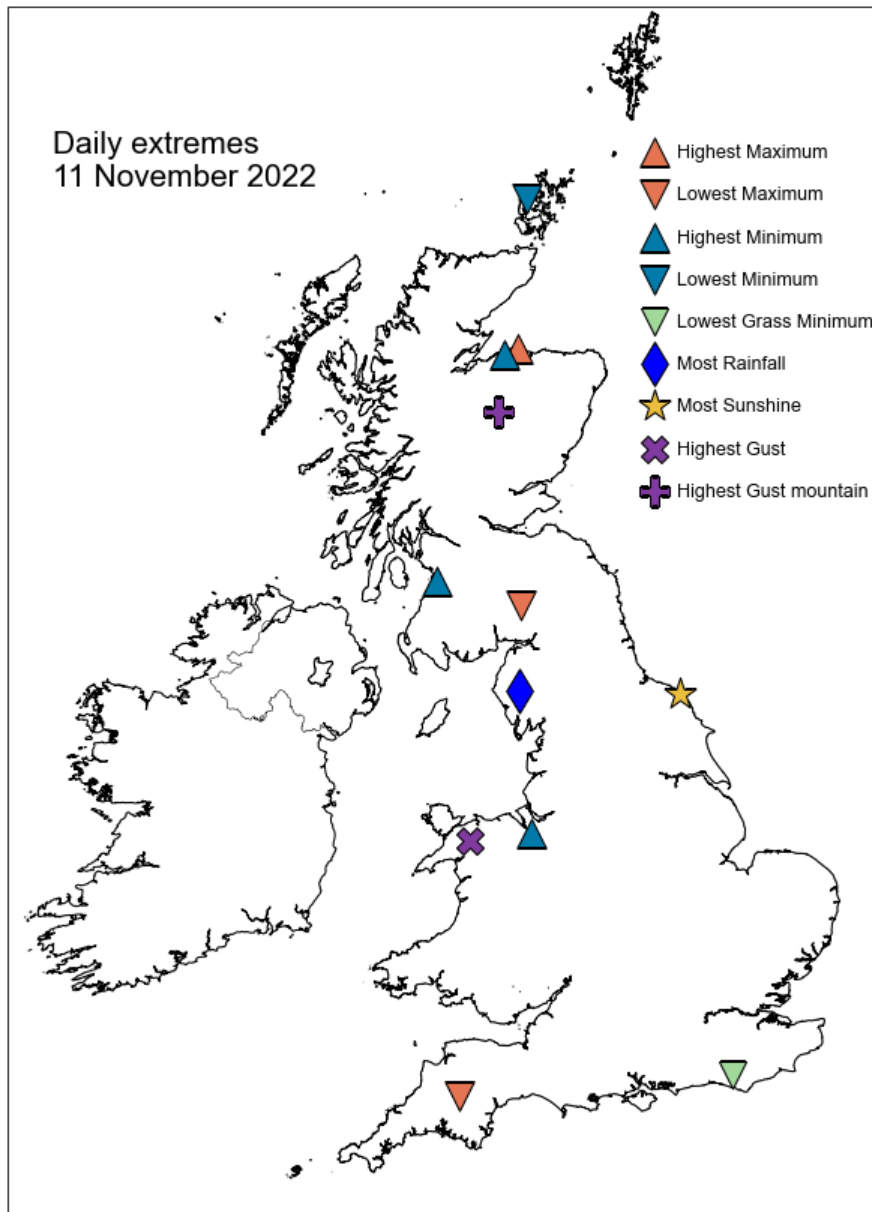 Daily extremes
11 November 2022
Highest Maximum
Lowest Maximum
Highest Minimum
Lowest Minimum
Lowest Grass Minimum
Most Rainfall
Most Sunshine
Highest Gust
Highest Gust mountain